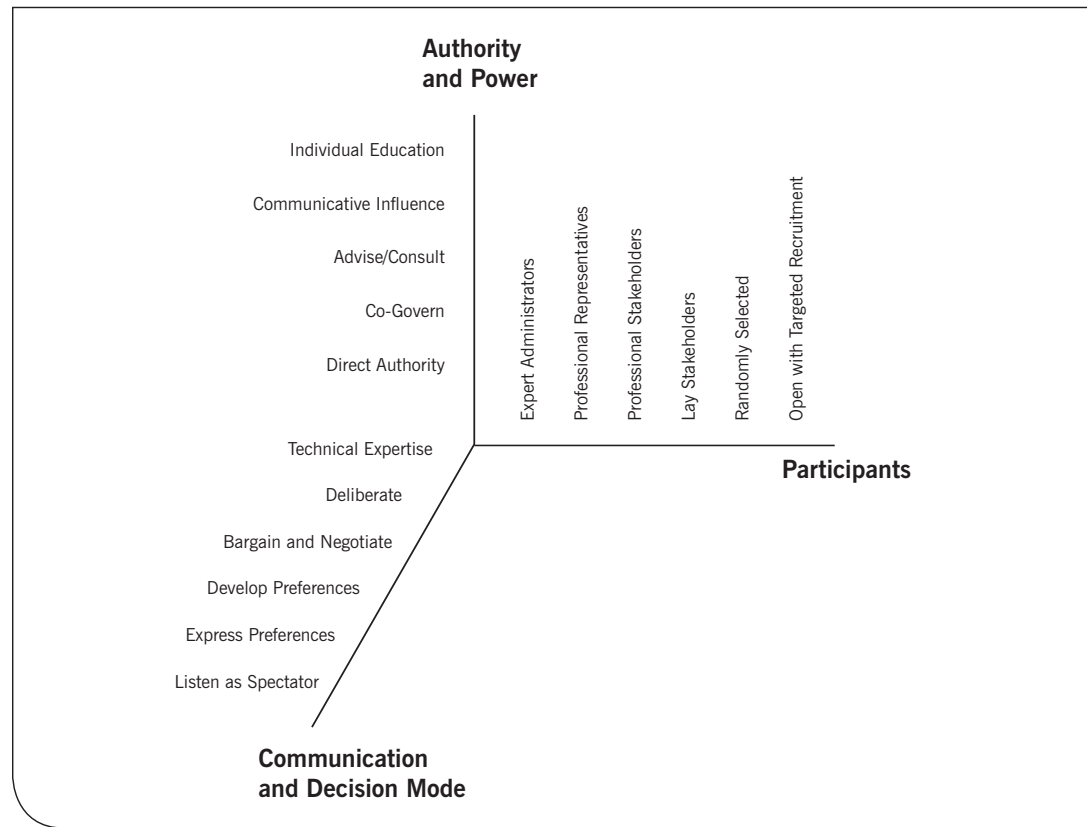 Authority
and Power
Individual Education
Communicative Influence
Advise/Consult
Co-Govern
Direct Authority
Expert Administrators
Professional Representatives
Professional Stakeholders
Lay Stakeholders
Randomly Selected
Open with Targeted Recruitment
Participants
Technical Expertise
Deliberate
Bargain and Negotiate
Develop Preferences
Express Preferences
Listen as Spectator
Communication
and Decision Mode